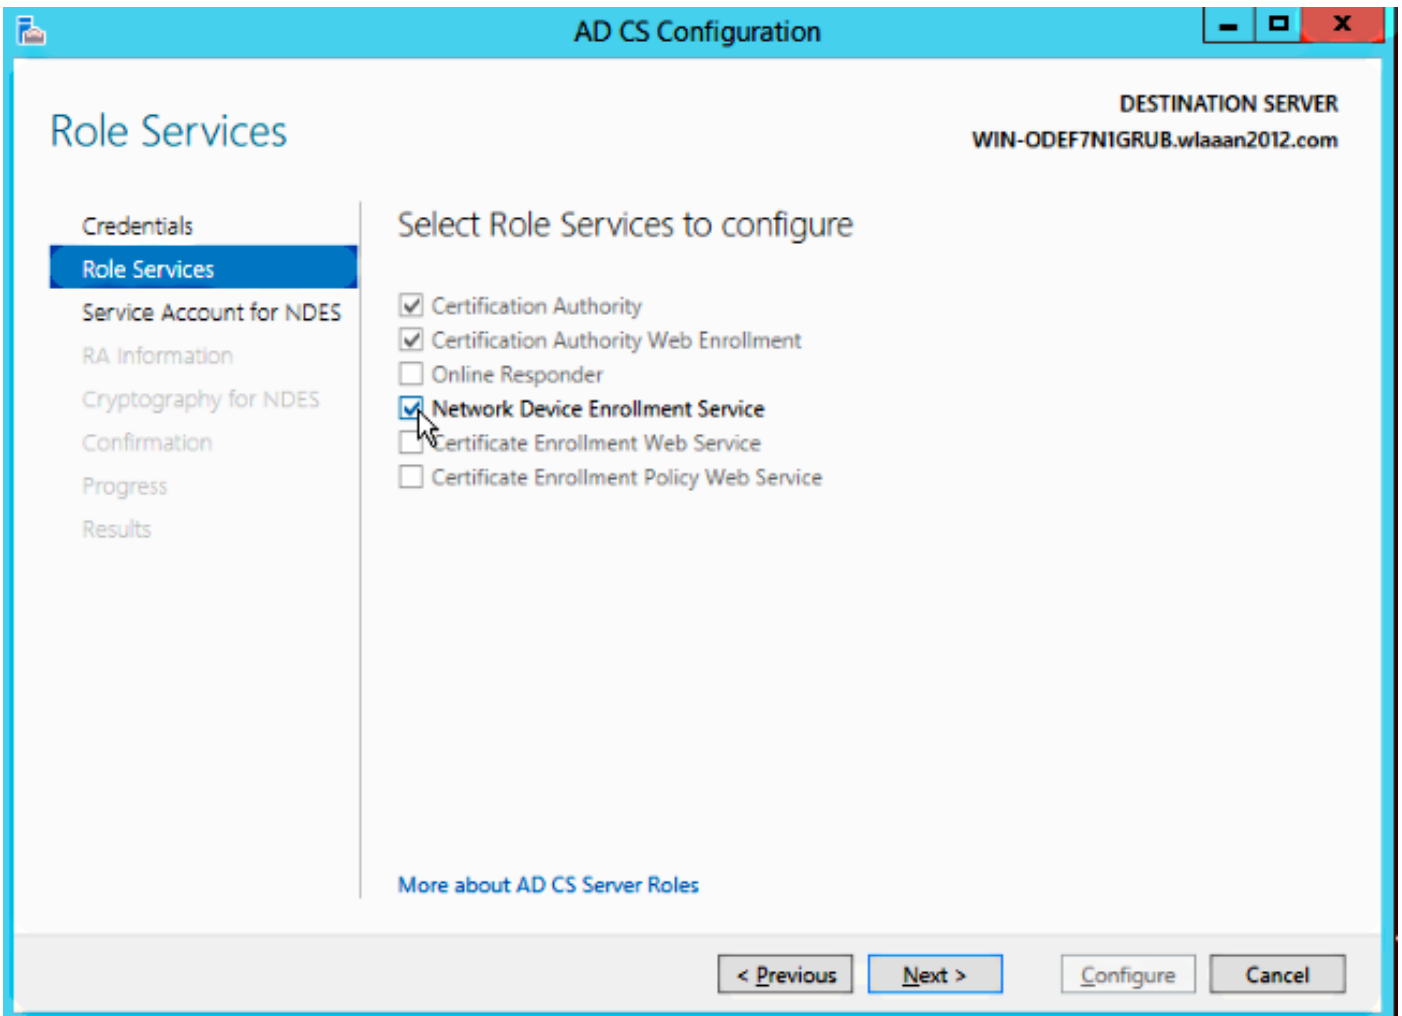 AD CS Configuration
X
Role Services
DESTINATION SERVER
WIN-ODEF7N1GRUB.wlaaan2012.com
Credentials
Role Services
Service Account for NDES
RA Information
Cryptography for NDES
Confirmation
Progress
Results
Select Role Services to configure
Certification Authority
Certification Authority Web Enrollment
Online Responder
Network Device Enrollment Service
Certificate Enrollment Web Service
Certificate Enrollment Policy Web Service
More about AD CS Server Roles
< Previous
Next >
Configure
Cancel